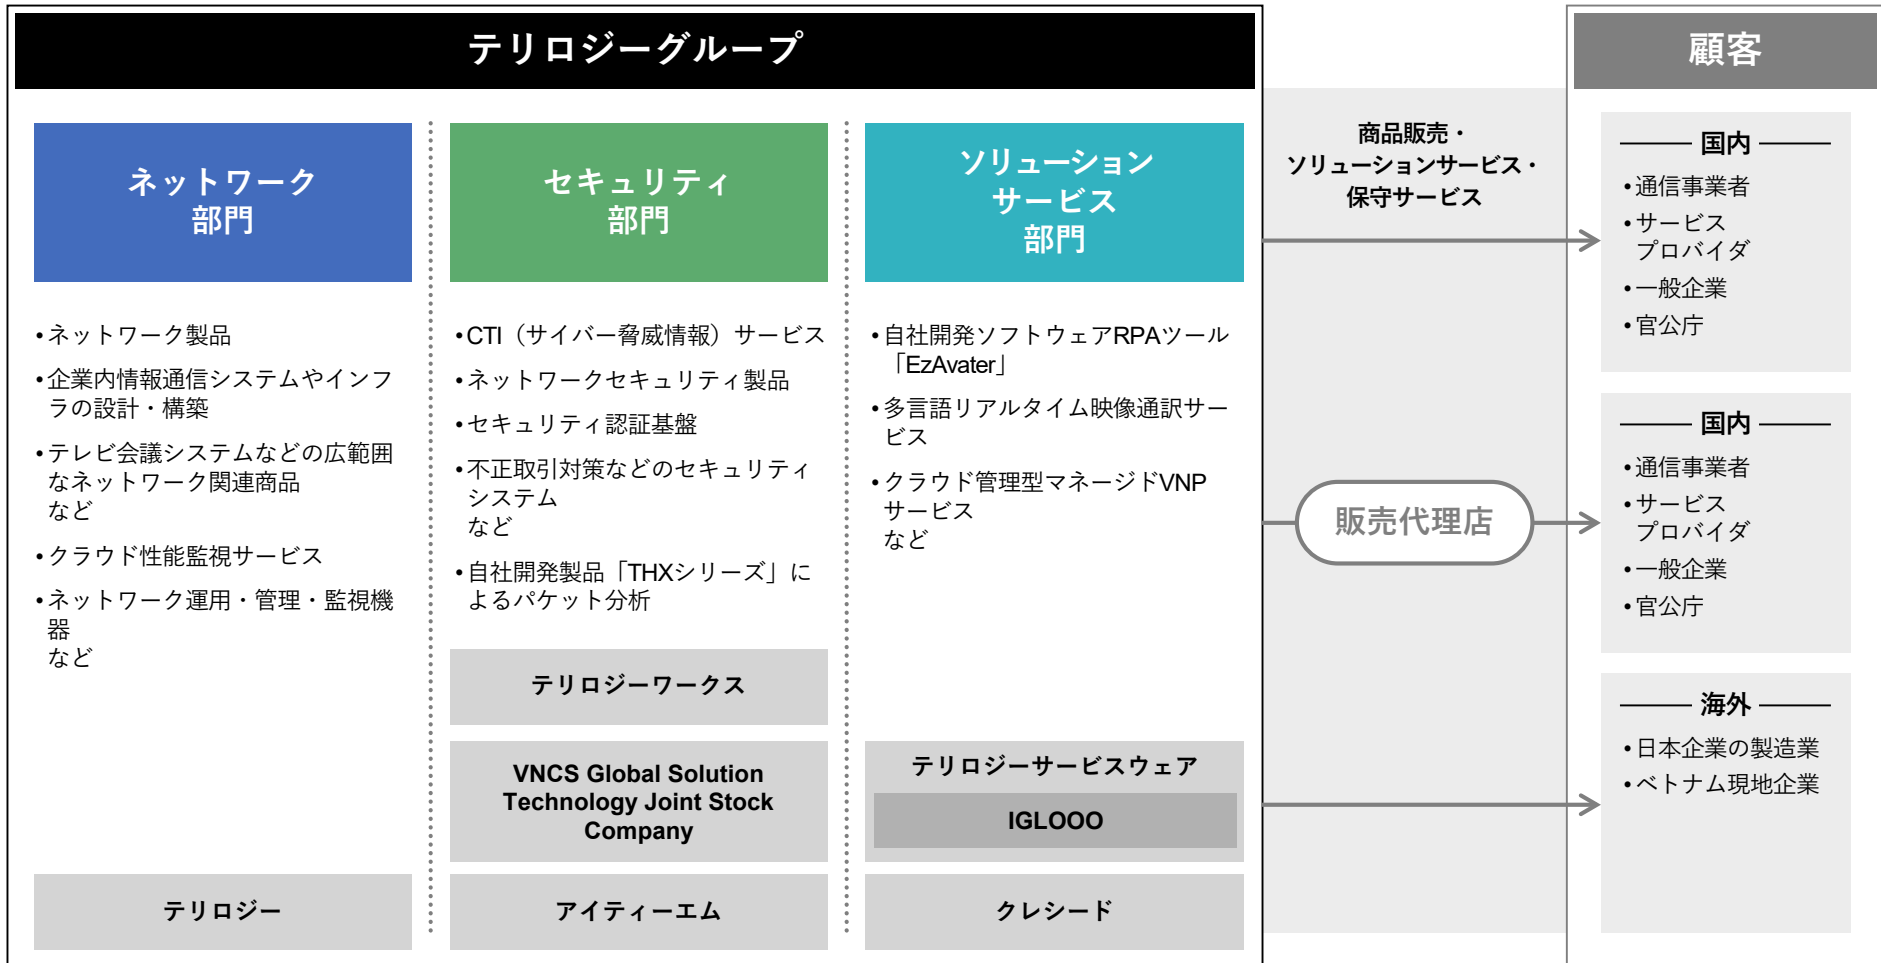 テリロジーグループ
ネットワーク
部門
・ネットワーク製品
・企業内情報通信システムやインフ
ラの設計・構築
・テレビ会議システムなどの広範囲
なネットワーク関連商品
など
・クラウド性能監視サービス
・ネットワーク運用・管理・監視機
器
など
テリロジー
セキュリティ
部門
・CTI（サイバー脅威情報）サービス
・ネットワークセキュリティ製品
・セキュリティ認証基盤
・不正取引対策などのセキュリティ
システム
など
・自社開発製品「THXシリーズ」に
よるパケット分析
テリロジーワークス
VNCS Global Solution
Technology Joint Stock
Company
アイティーエム
ソリューション
サービス
部門
・自社開発ソフトウェアRPAツール
「EzAvater」
・多言語リアルタイム映像通訳サー
ビス
・クラウド管理型マネージドVNP
サービス
など
テリロジーサービスウェア
IGLOOO
クレシード
商品販売・
ソリューションサービス・
保守サービス
販売代理店
顧客
国内
・通信事業者
・サービス
プロバイダ
・一般企業
・官公庁
国内
・通信事業者
・サービス
プロバイダ
・一般企業
・官公庁
海外
・日本企業の製造業
・ベトナム現地企業